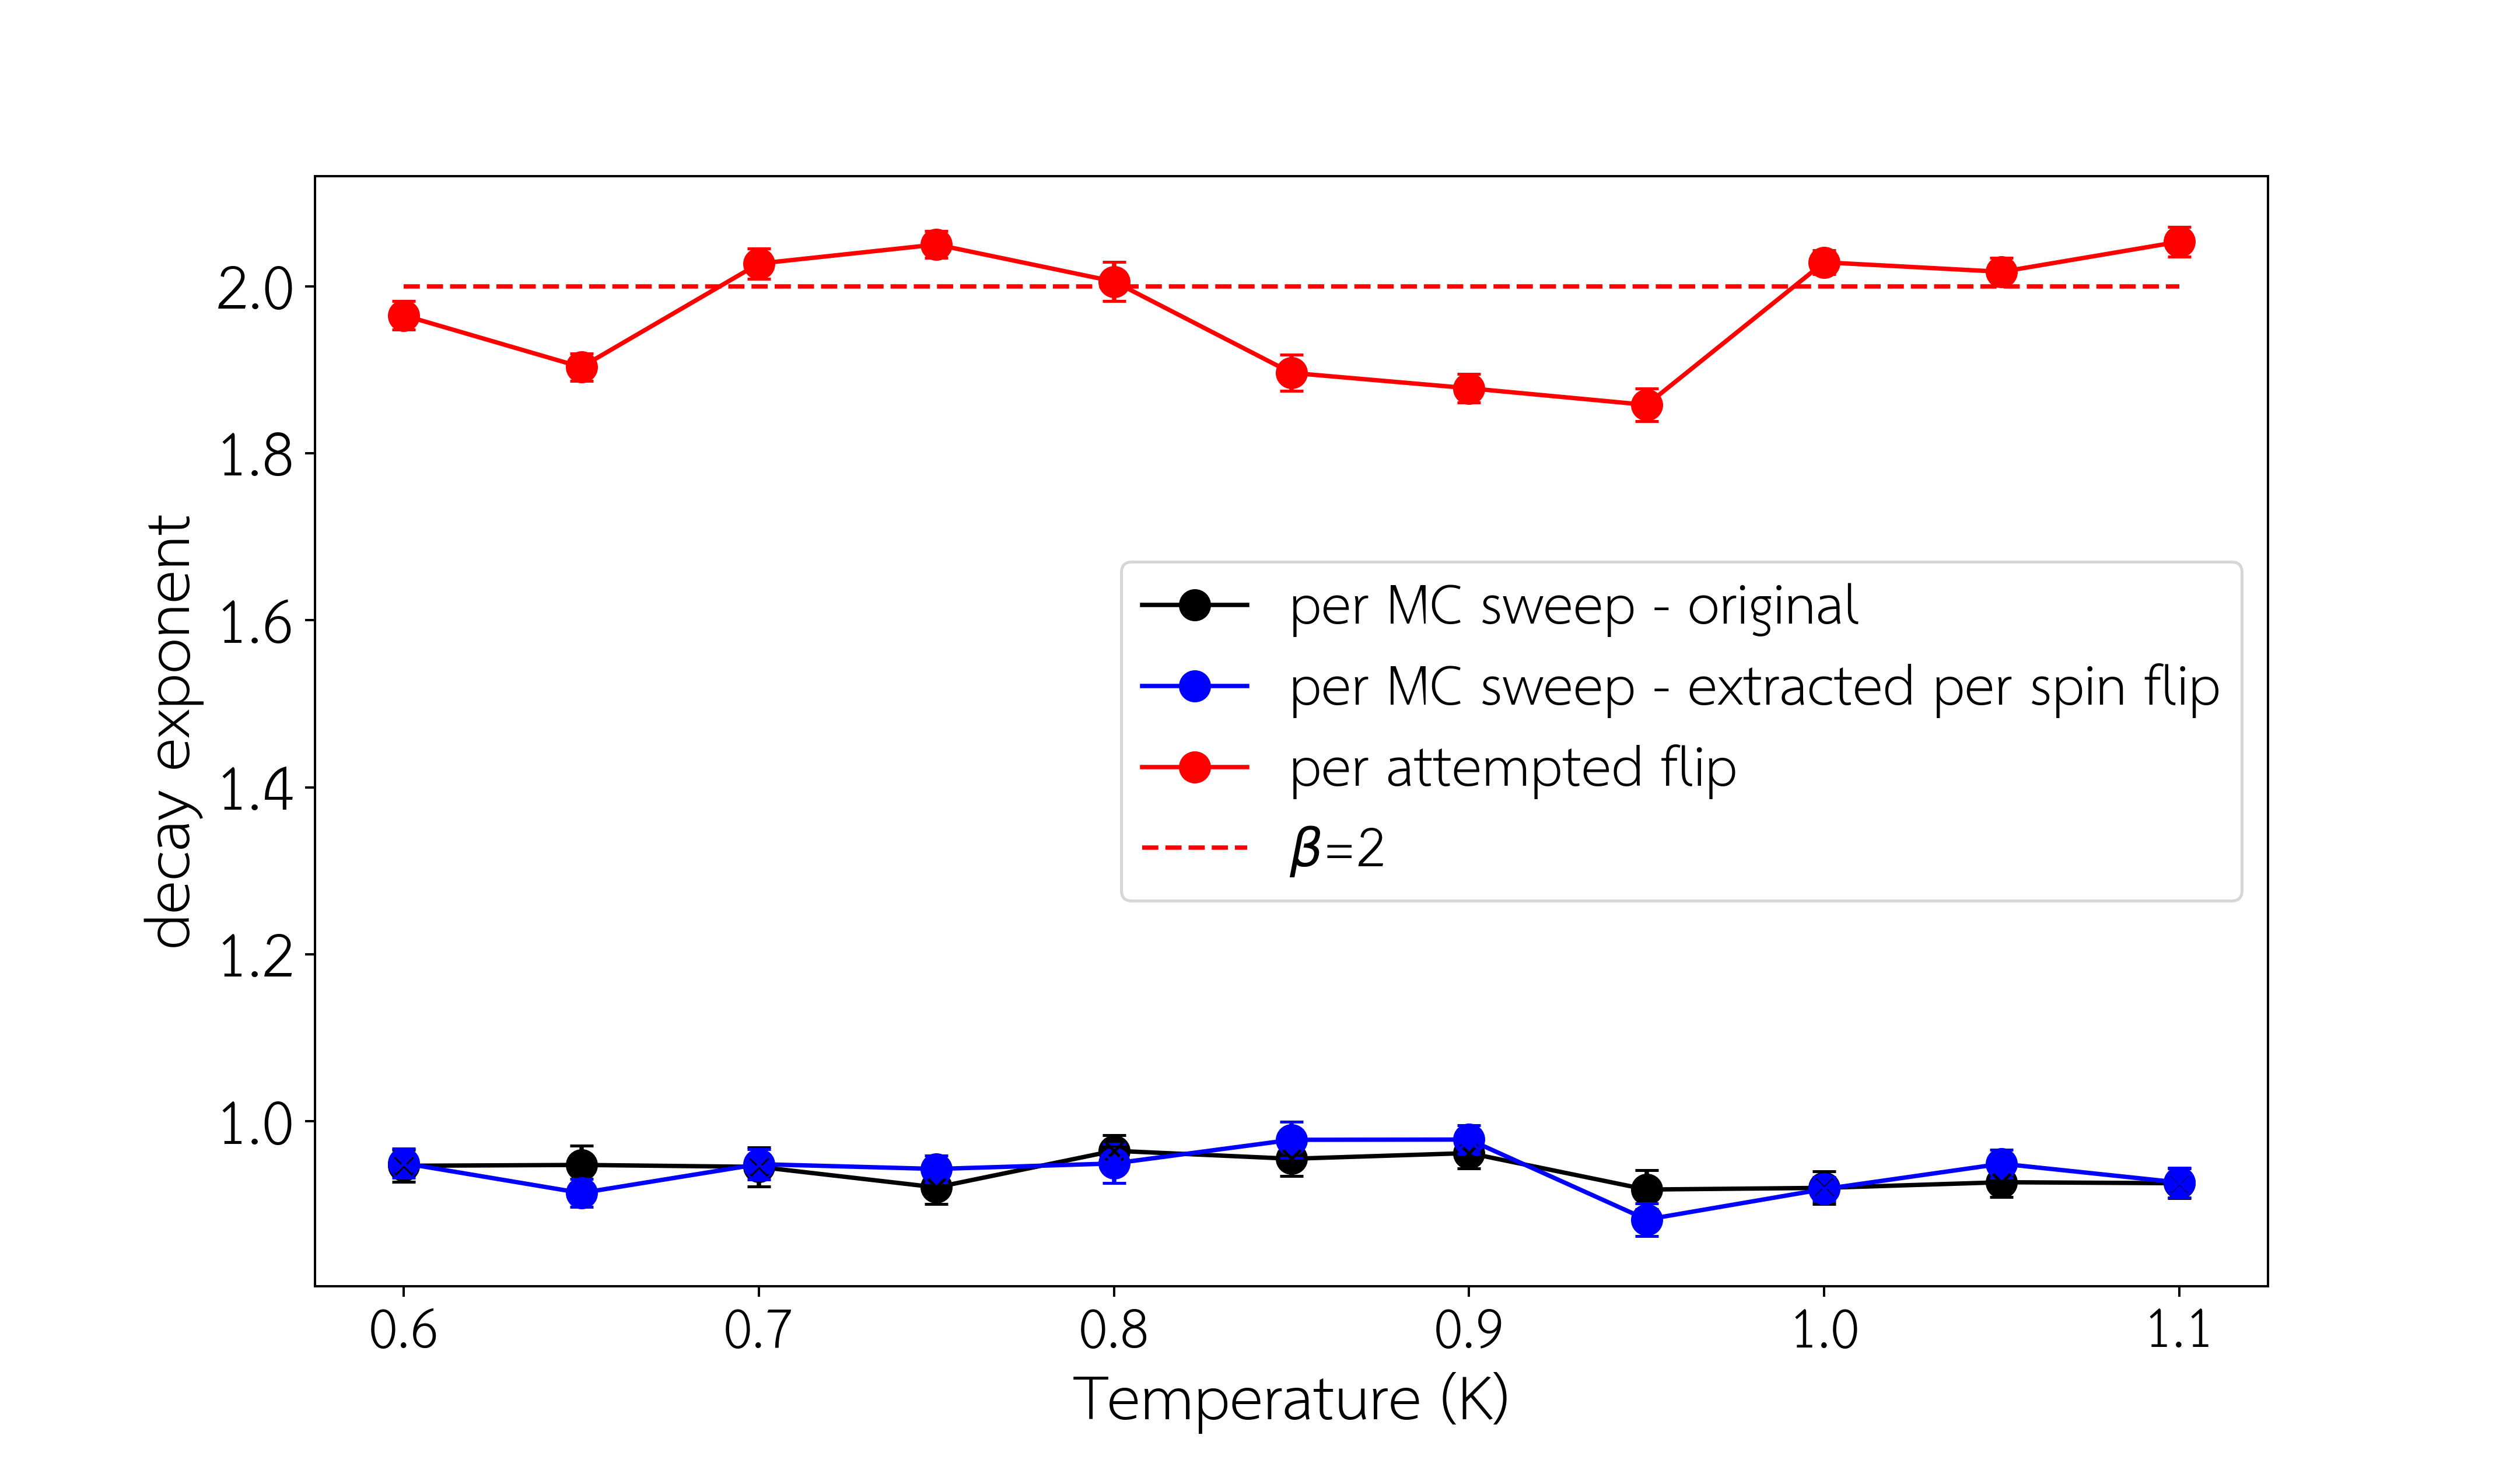 decay exponent
2.0
1.8
1.6
1.4
1.2
1.0
per MC sweep - original
per MC sweep - extracted per spin flip
per attempted flip
β=2
0.6 0.7 0.8 0.9 1.0 1.1
Temperature (K)